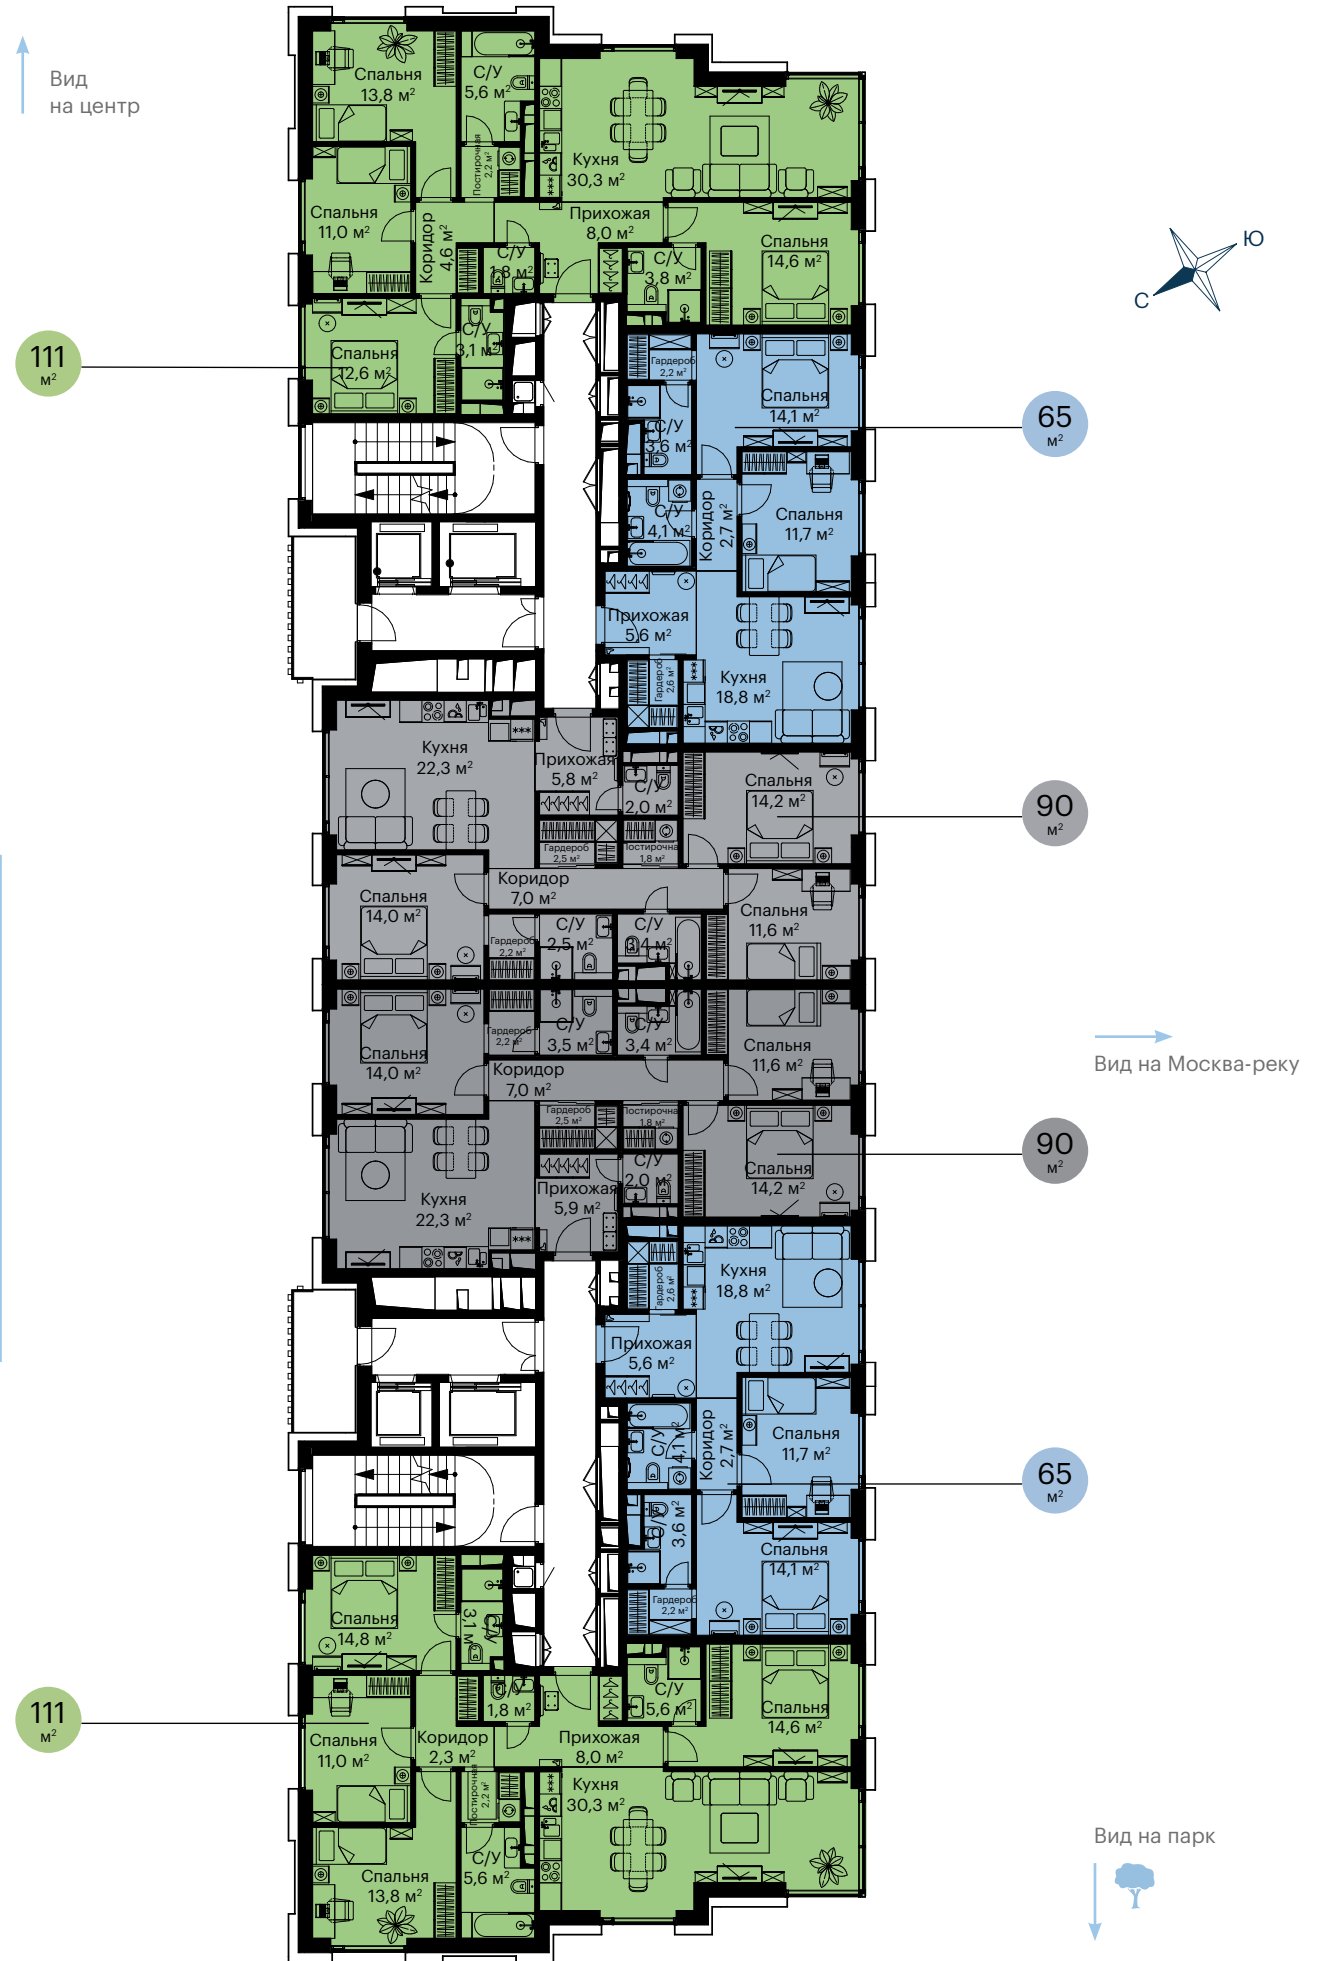 Вид
на центр
Спальня
13,8 м²
С/У
5,6 м²
Постирочная
2,2 м²
Кухня
30,3 м²
Спальня
11,0 м²
Коридор
4,6 м²
Прихожая
8,0 м²
С/У
1,8 м²
С/У
3,8 м²
Спальня
14,6 м²
Ю
С
111
м²
Спальня
12,6 м²
С/У
3,1 м²
Гардероб
2,2 м²
Спальня
14,1 м²
65
м²
С/У
3,6 м²
С/У
4,1 м²
Коридор
2,7 м²
Спальня
11,7 м²
Прихожая
5,6 м²
Гардероб
2,6 м²
Кухня
18,8 м²
Кухня
22,3 м²
Прихожая
5,8 м²
С/У
2,0 м²
Спальня
14,2 м²
90
м²
Гардероб
2,5 м²
Постирочна
1,8 м²
Коридор
7,0 м²
Спальня
14,0 м²
Гардероб
2,2 м²
С/У
2,5 м²
С/У
3,4 м²
Спальня
11,6 м²
Спальня
14,0 м²
Гардероб
2,2 м²
С/У
3,5 м²
С/У
3,4 м²
Спальня
11,6 м²
Вид на Москва-реку
Коридор
7,0 м²
Гардероб
2,5 м²
Постирочна
1,8 м²
Кухня
22,3 м²
Прихожая
5,9 м²
С/У
2,0 м²
Спальня
14,2 м²
90
м²
Гардероб
2,6 м²
Кухня
18,8 м²
Прихожая
5,6 м²
С/У
4,1 м²
Коридор
2,7 м²
Спальня
11,7 м²
65
м²
С/У
3,6 м²
Спальня
14,1 м²
Гардероб
2,2 м²
Спальня
14,8 м²
С/У
3,1 м
111
м²
С/У
1,8 м²
С/У
5,6 м²
Спальня
14,6 м²
Спальня
11,0 м²
Коридор
2,3 м²
Прихожая
8,0 м²
Постирочная
2,2 м²
Кухня
30,3 м²
Спальня
13,8 м²
С/У
5,6 м²
Вид на парк